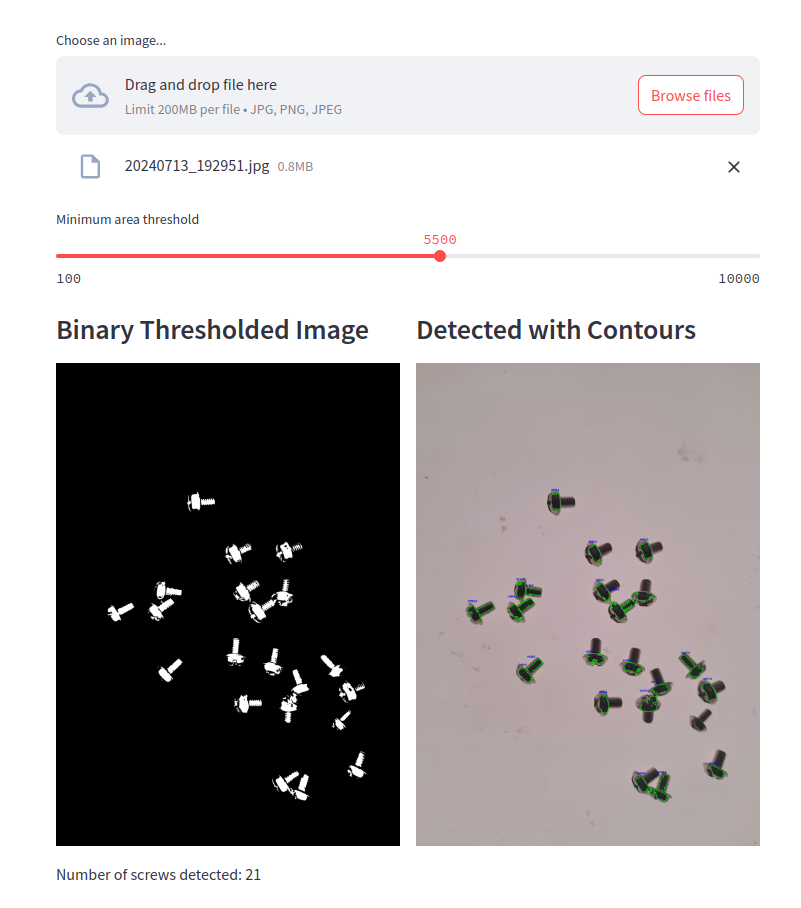 Choose an image...
Drag and drop file here
Limit 200MB per file • JPG, PNG, JPEG
Browse files
20240713_192951.jpg 0.8MB
Minimum area threshold
5500
100 10000
Binary Thresholded Image
Detected with Contours
Number of screws detected: 21